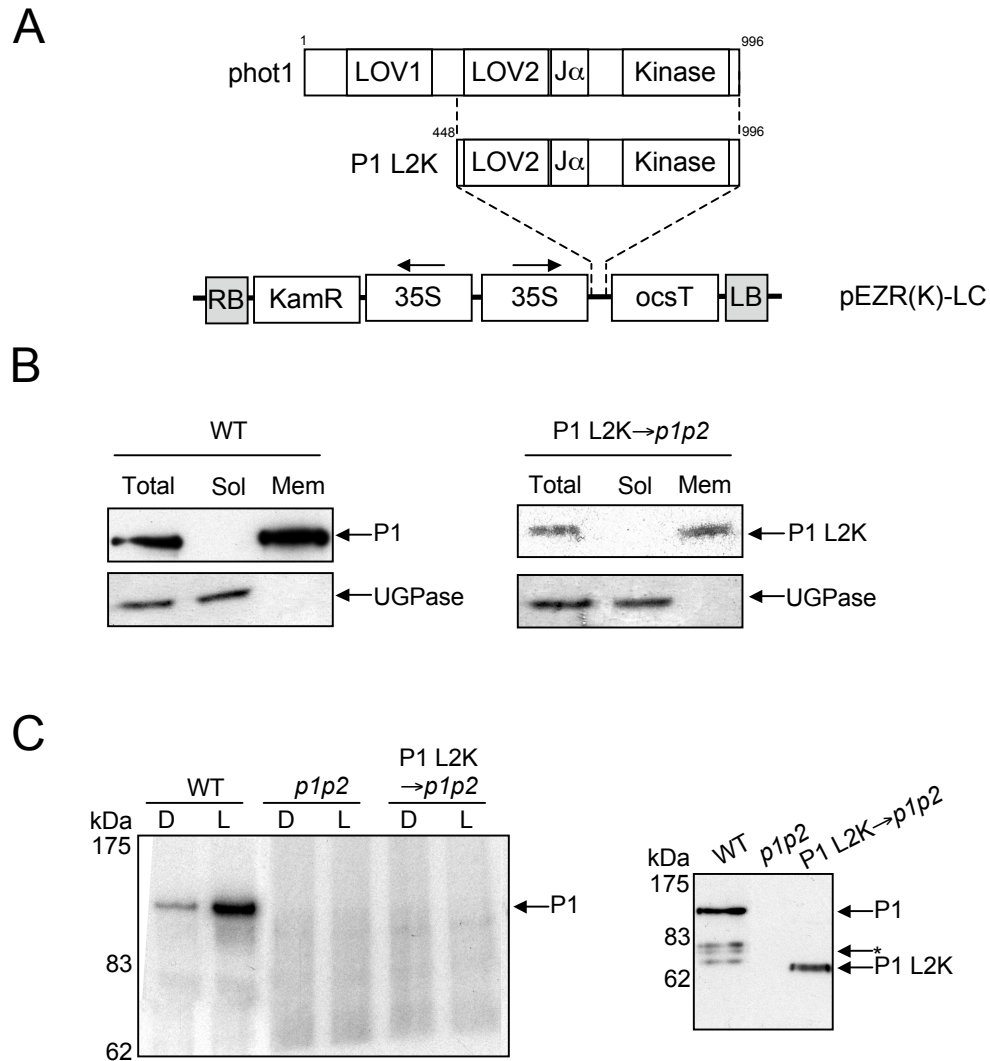 A
1 996
phot1 LOV1 LOV2 Jα Kinase
448 996
P1 L2K LOV2 Jα Kinase
RB KamR 35S 35S ocsT LB pEZR(K)-LC
B
WT
Total Sol Mem
P1
UGPase
P1 L2K→p1p2
Total Sol Mem
P1 L2K
UGPase
C
WT p1p2 P1 L2K
→p1p2
kDa D L D L D L
175
P1
83
62
kDa WT p1p2 P1 L2K→p1p2
175
P1
83
*
P1 L2K
62